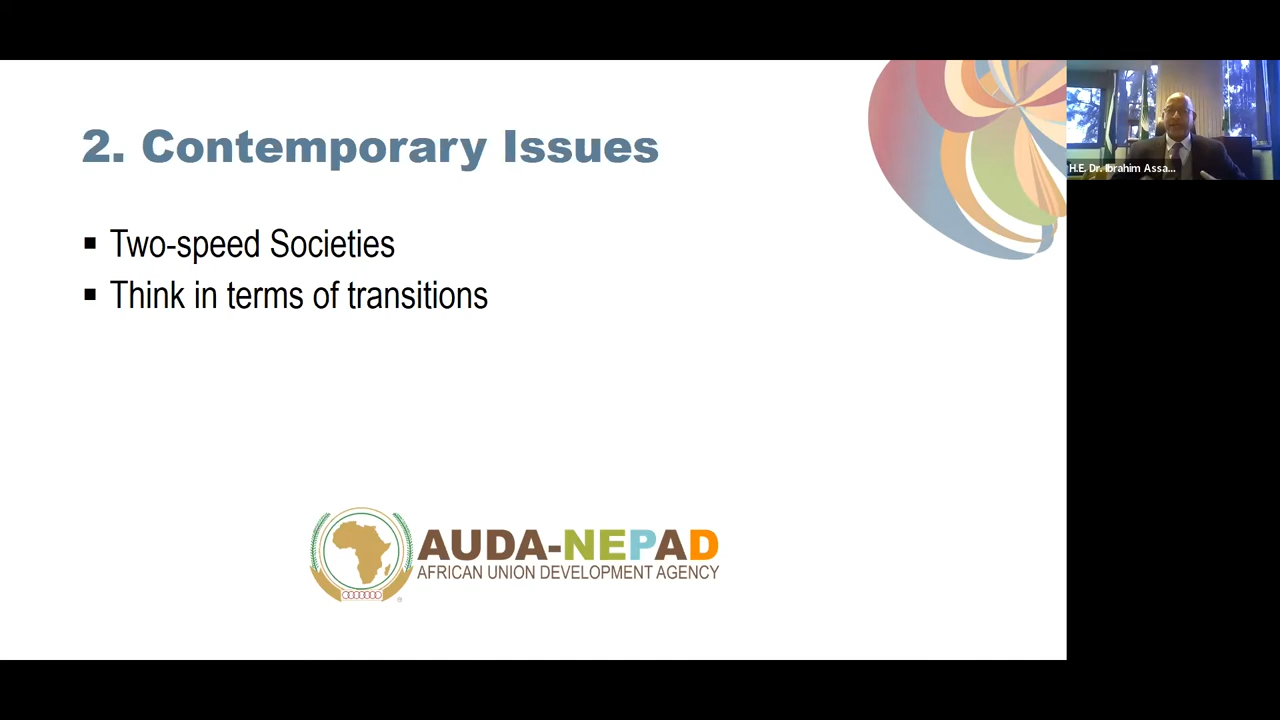 2. Contemporary Issues
Two-speed Societies
Think in terms of transitions
AUDA-NEPAD
AFRICAN UNION DEVELOPMENT AGENCY
H.E. Dr. Ibrahim Assa...